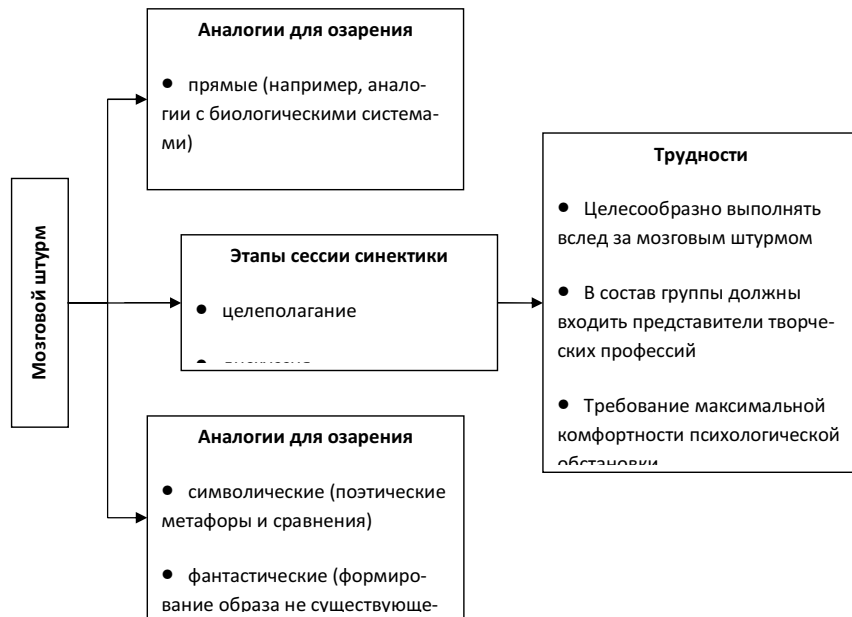 Мозговой штурм
Аналогии для озарения
● прямые (например, анало-
гии с биологическими система-
ми)
Этапы сессии синектики
● целеполагание
Аналогии для озарения
● символические (поэтические
метафоры и сравнения)
● фантастические (формиро-
вание образа не существующе-
Трудности
● Целесообразно выполнять
вслед за мозговым штурмом
● В состав группы должны
входить представители творче-
ских профессий
● Требование максимальной
комфортности психологической
обстановки